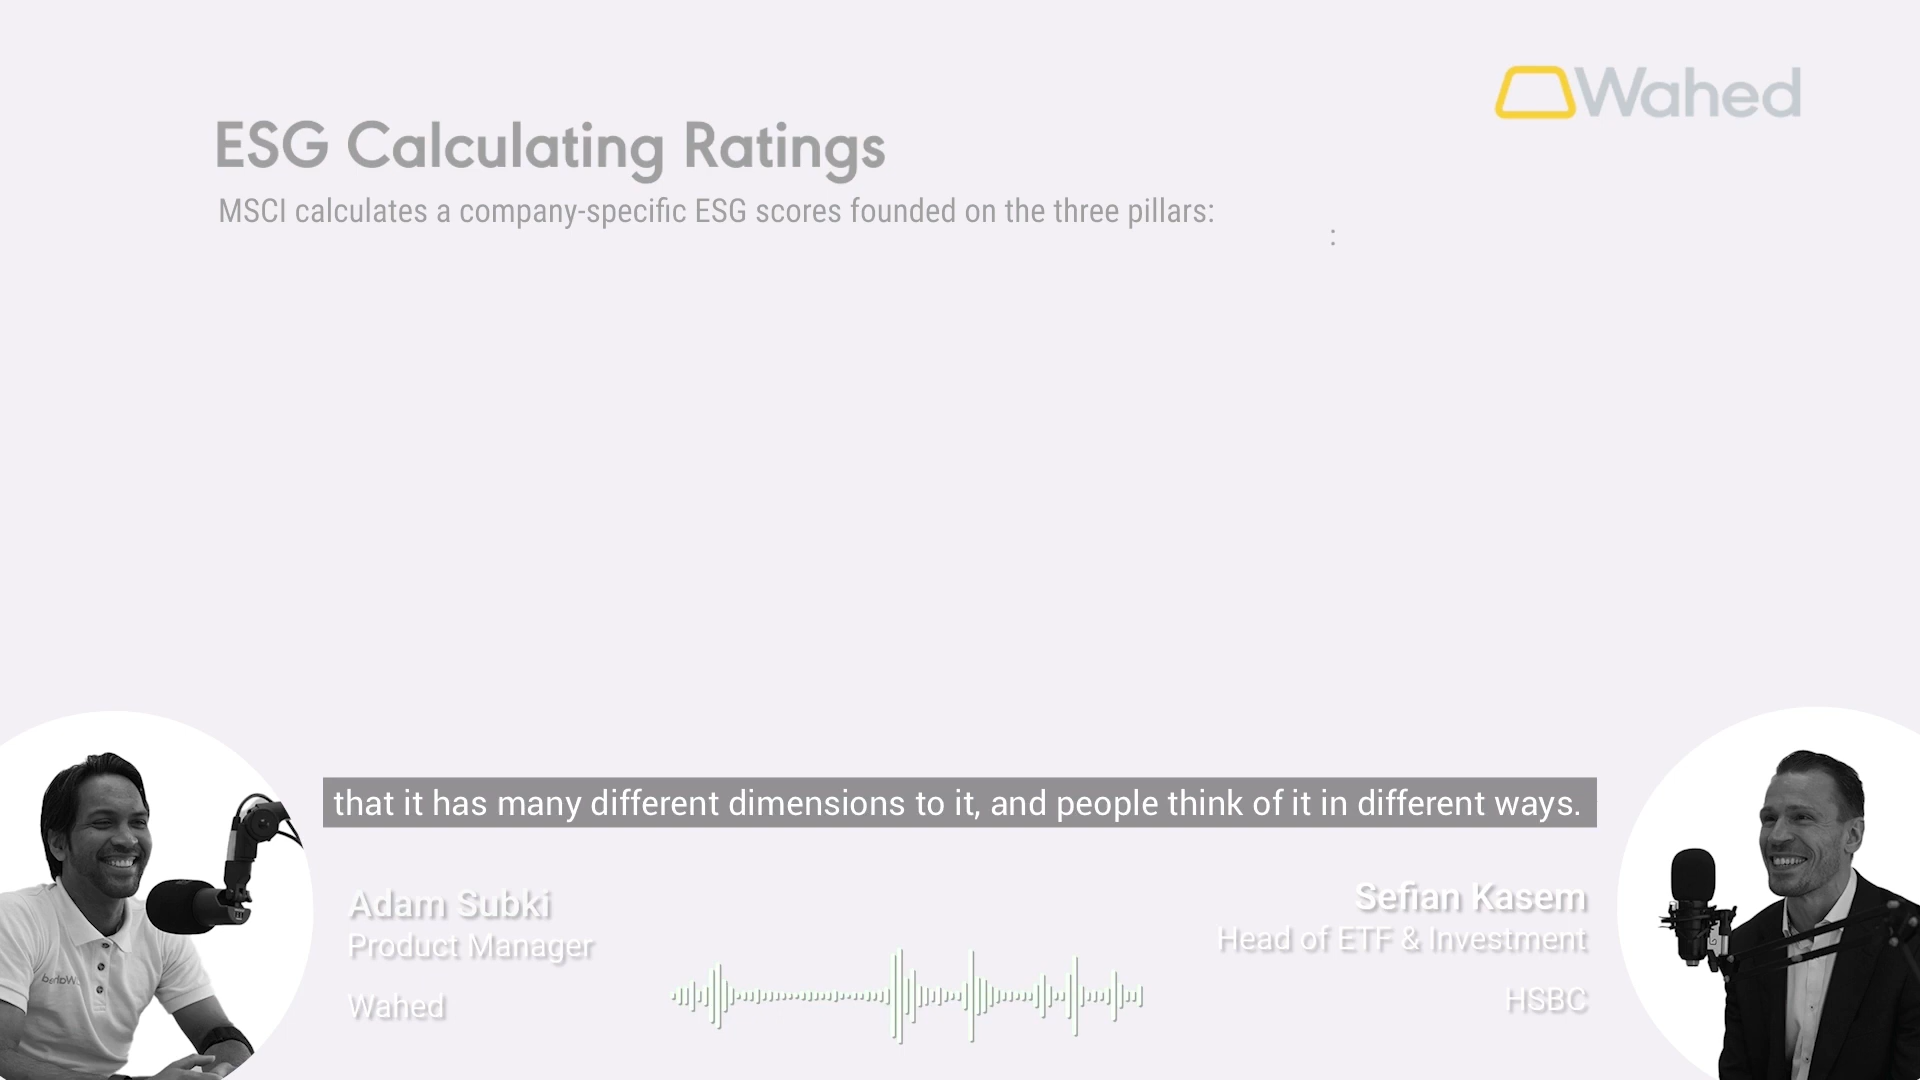 Wahed
ESG Calculating Ratings
MSCI calculates a company-specific ESG scores founded on the three pillars:
:
that it has many different dimensions to it, and people think of it in different ways.
Adam Subki
Product Manager
Wahed
Sefian Kasem
Head of ETF & Investment
HSBC
Wahed